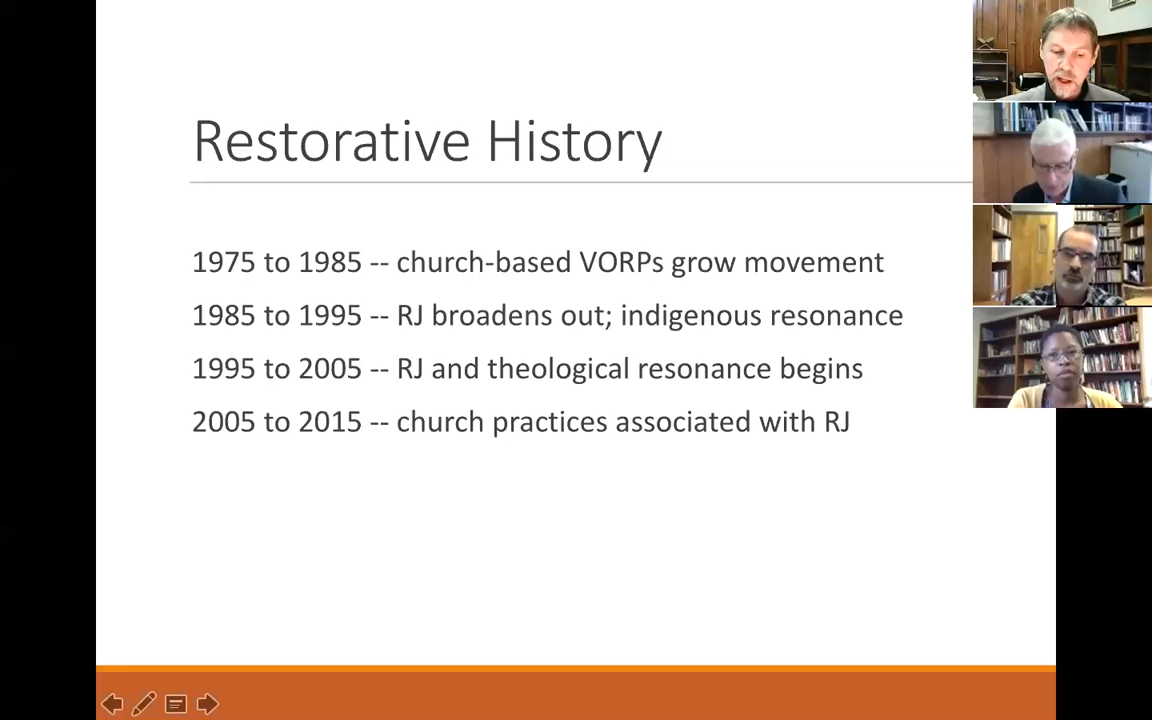 Restorative History
1975 to 1985 -- church-based VORPs grow movement
1985 to 1995 -- RJ broadens out; indigenous resonance
1995 to 2005 -- RJ and theological resonance begins
2005 to 2015 -- church practices associated with RJ